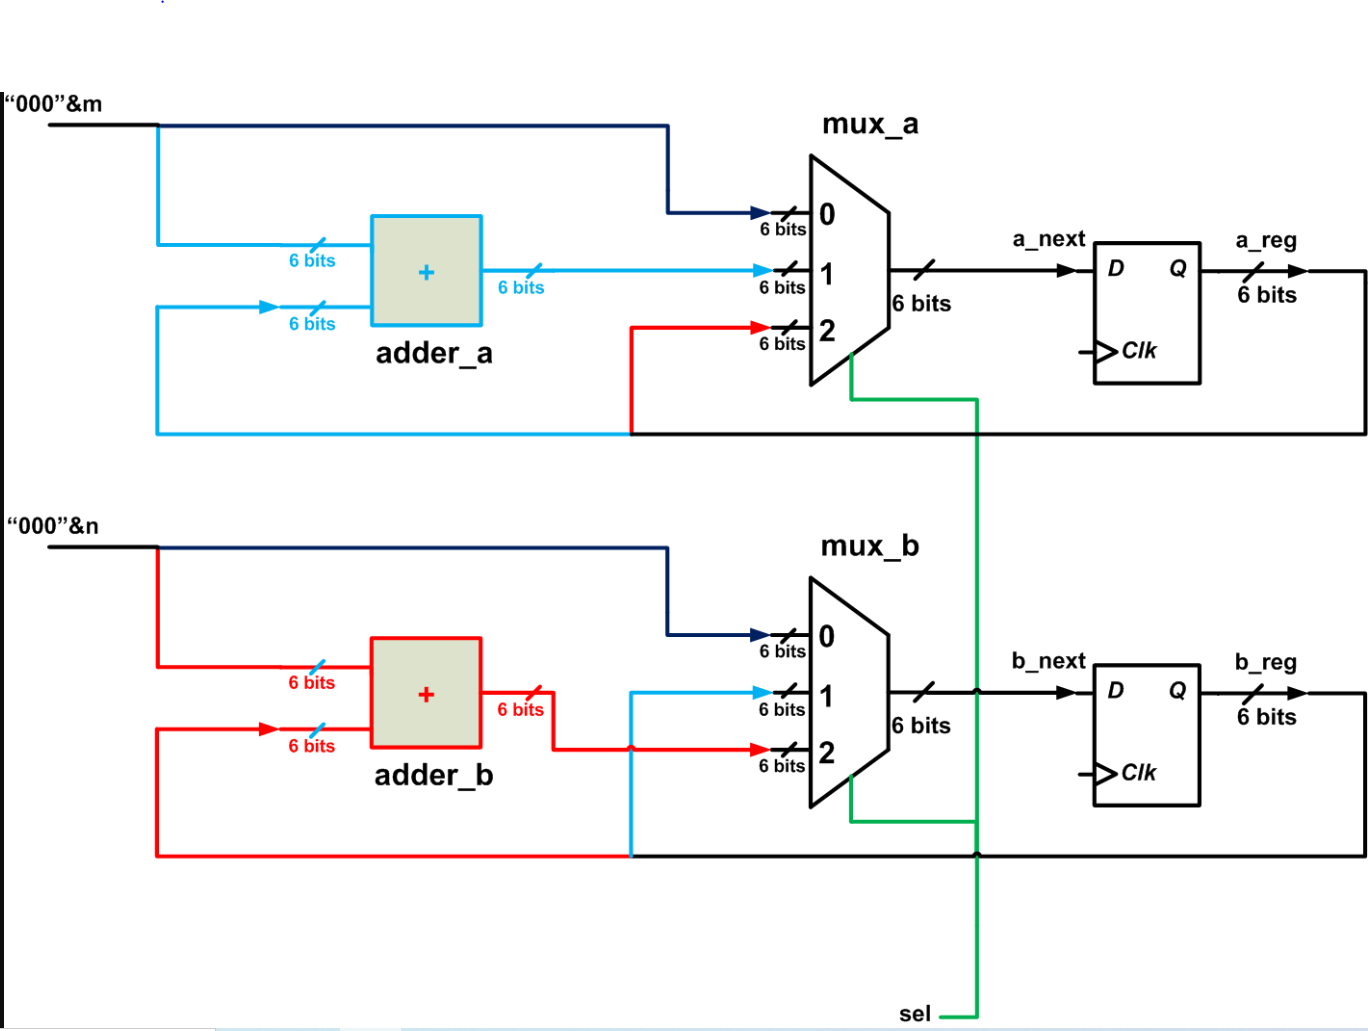 “000”&m
mux_a
0
6 bits
a_next
a_reg
D
Q
6 bits
+
1
6 bits
6 bits
6 bits
6 bits
6 bits
2
6 bits
Clk
adder_a
“000”&n
mux_b
0
6 bits
b_next
b_reg
D
Q
6 bits
+
1
6 bits
6 bits
6 bits
6 bits
6 bits
2
6 bits
Clk
adder_b
sel